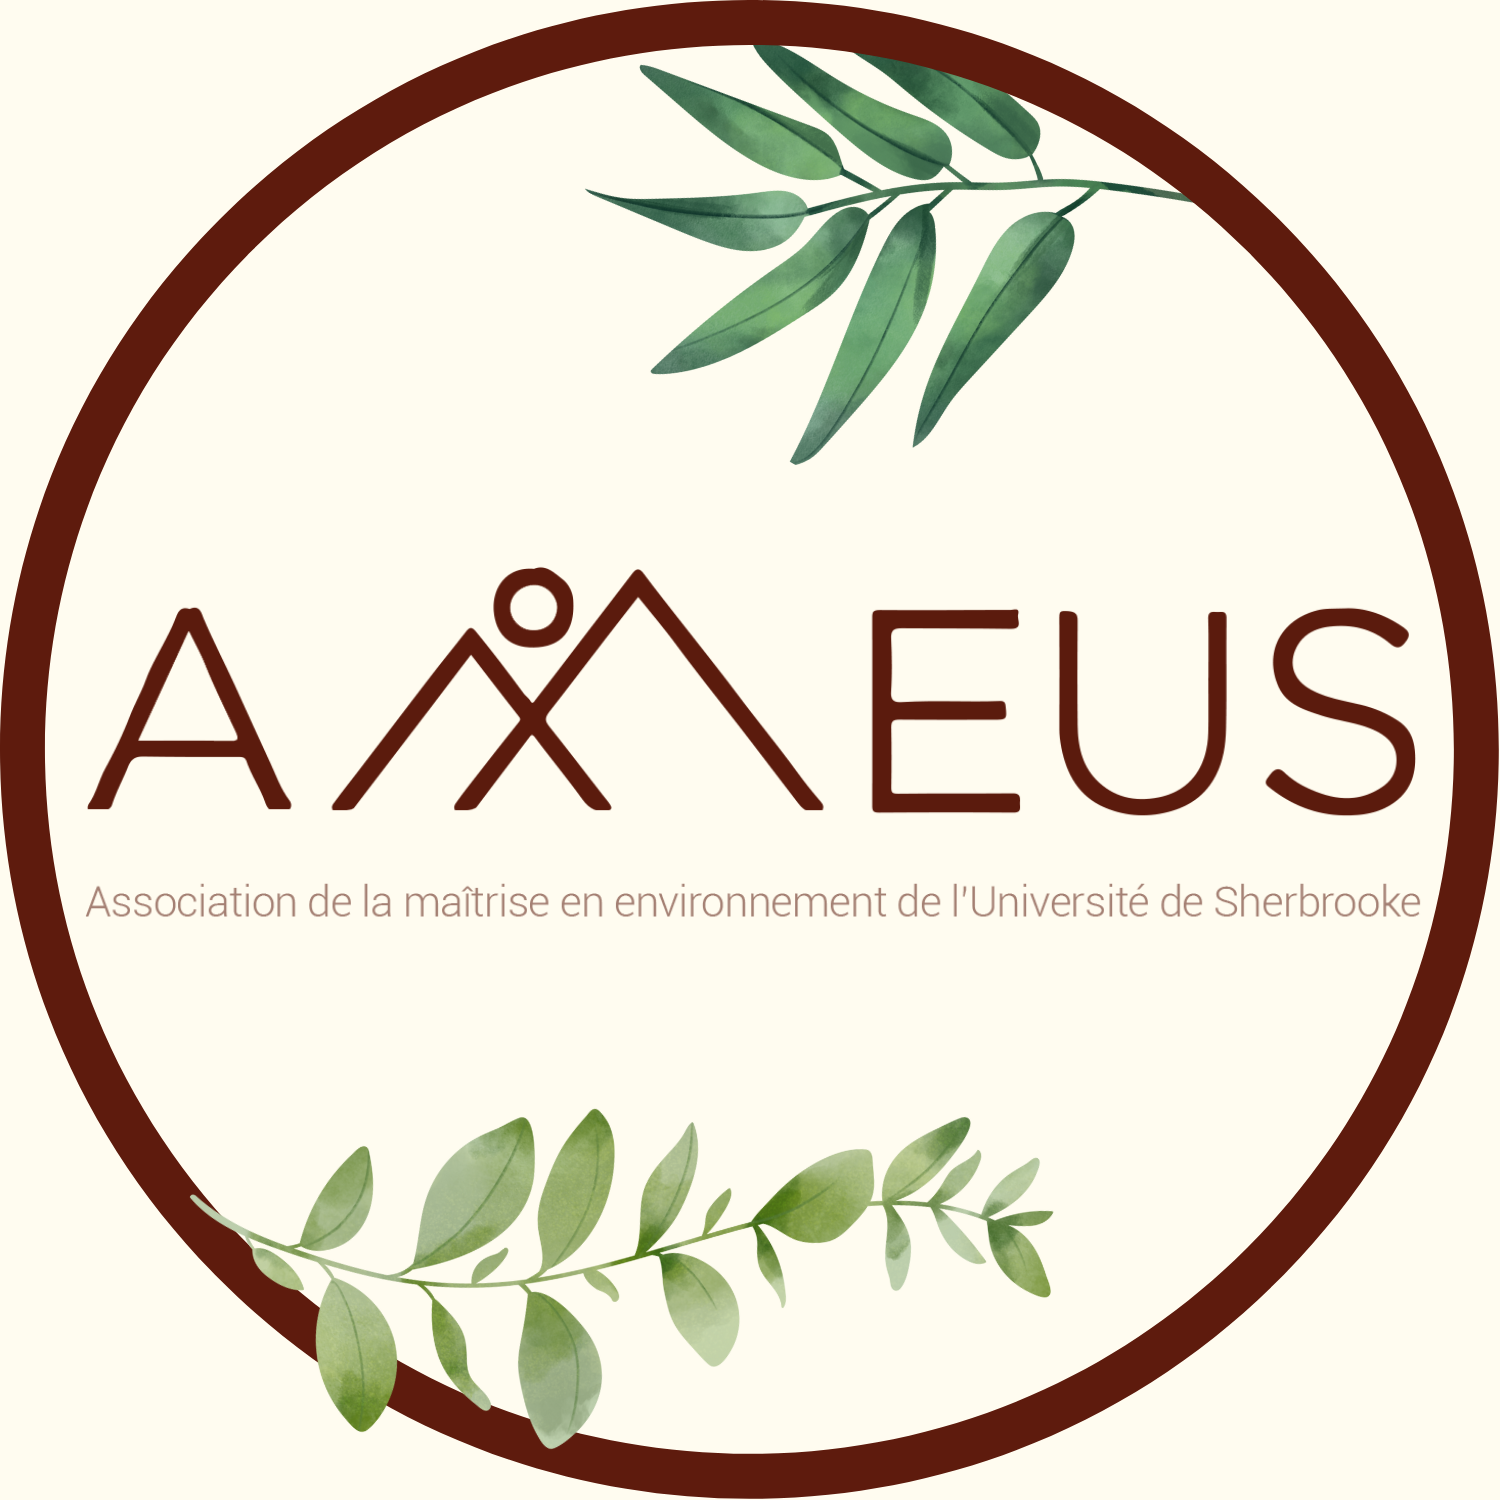 AMEUS
Association de la maîtrise en environnement de l'Université de Sherbrooke